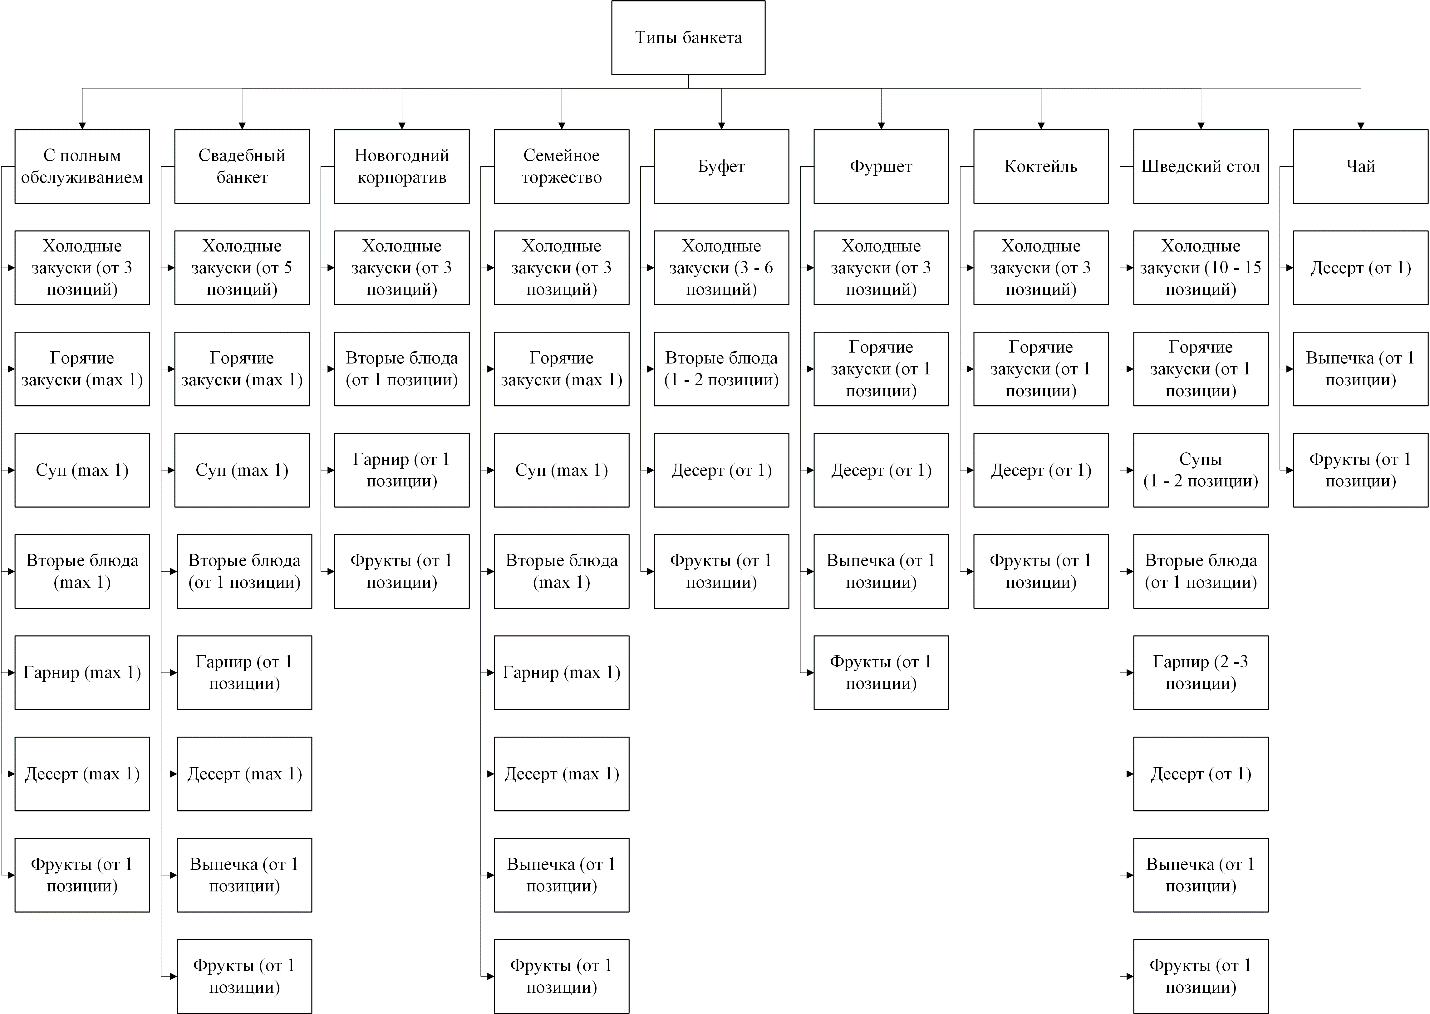 Типы банкета
С полным
обслуживанием
Холодные
закуски (от 3
позиций)
Горячие
закуски (max 1)
Суп (max 1)
Вторые блюда
(max 1)
Гарнир (max 1)
Десерт (max 1)
Фрукты (от 1
позиции)
Свадебный
банкет
Холодные
закуски (от 5
позиций)
Горячие
закуски (max 1)
Суп (max 1)
Вторые блюда
(от 1 позиции)
Гарнир (от 1
позиции)
Десерт (max 1)
Выпечка (от 1
позиции)
Фрукты (от 1
позиции)
Новогодний
корпоратив
Холодные
закуски (от 3
позиций)
Вторые блюда
(от 1 позиции)
Гарнир (от 1
позиции)
Фрукты (от 1
позиции)
Семейное
торжество
Холодные
закуски (от 3
позиций)
Горячие
закуски (max 1)
Суп (max 1)
Вторые блюда
(max 1)
Гарнир (max 1)
Десерт (max 1)
Выпечка (от 1
позиции)
Фрукты (от 1
позиции)
Буфет
Холодные
закуски (3 - 6
позиций)
Вторые блюда
(1 - 2 позиции)
Десерт (от 1)
Фрукты (от 1
позиции)
Фуршет
Холодные
закуски (от 3
позиций)
Горячие
закуски (от 1
позиции)
Десерт (от 1)
Выпечка (от 1
позиции)
Фрукты (от 1
позиции)
Коктейль
Холодные
закуски (от 3
позиций)
Горячие
закуски (от 1
позиции)
Десерт (от 1)
Фрукты (от 1
позиции)
Шведский стол
Холодные
закуски (10 - 15
позиций)
Горячие
закуски (от 1
позиции)
Супы
(1 - 2 позиции)
Вторые блюда
(от 1 позиции)
Гарнир (2 -3
позиции)
Десерт (от 1)
Выпечка (от 1
позиции)
Фрукты (от 1
позиции)
Чай
Десерт (от 1)
Выпечка (от 1
позиции)
Фрукты (от 1
позиции)